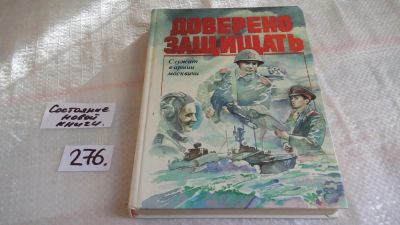 ДОВЕРЕНО
ЗАЩИЩАТЬ
Служат
в армии
москвичи
Состояние
новой
книги.
276.